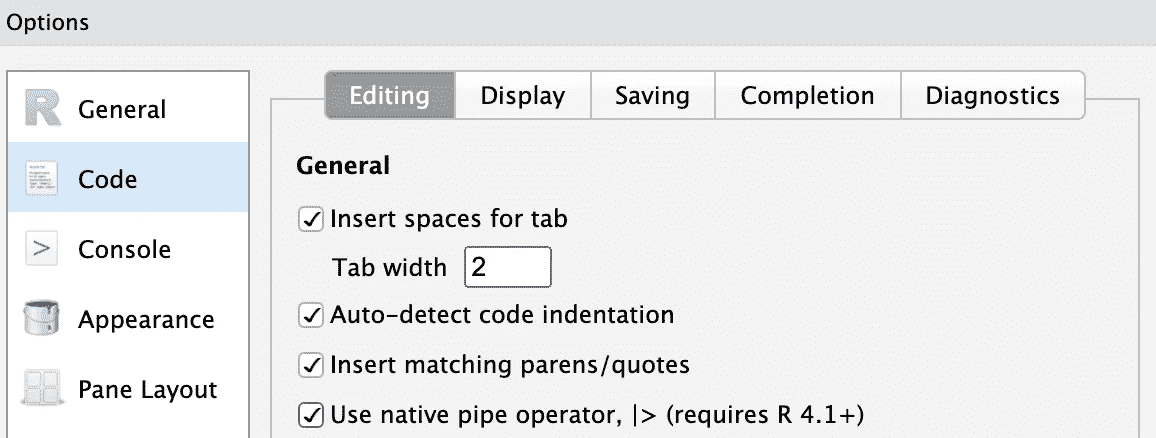 Options
General
Code
Console
Appearance
Pane Layout
Editing
Display
Saving
Completion
Diagnostics
General
Insert spaces for tab
Tab width 2
Auto-detect code indentation
Insert matching parens/quotes
Use native pipe operator, |> (requires R 4.1+)